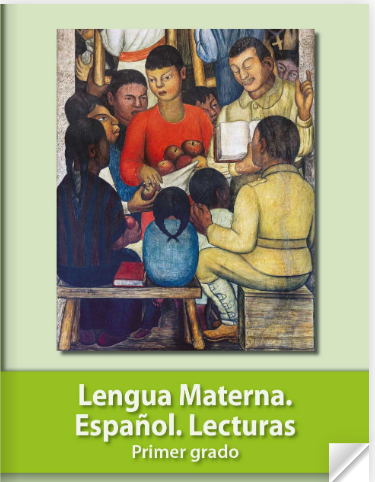 Lengua Materna.
Español. Lecturas
Primer grado